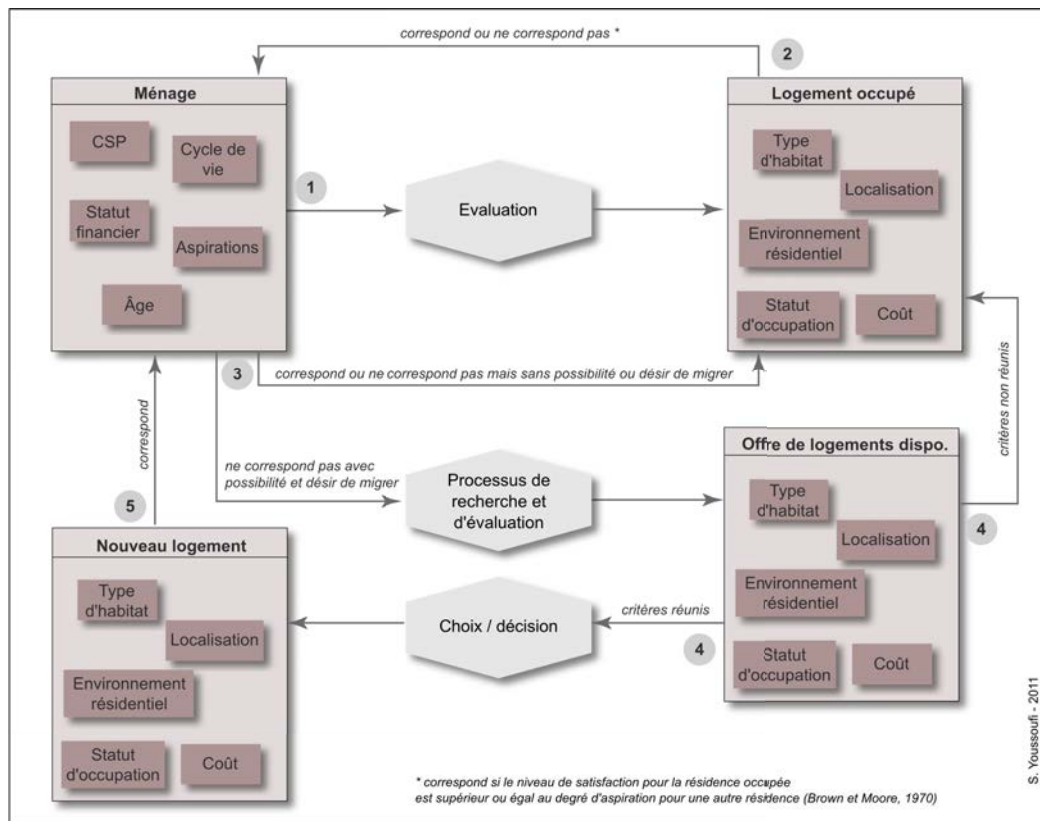 correspond ou ne correspond pas *
2
Ménage
CSP
Cycle de
vie
Statut
financier
Aspirations
Âge
1
Evaluation
Logement occupé
Type
d'habitat
Localisation
Environnement
résidentiel
Statut
d'occupation
Coût
3
correspond ou ne correspond pas mais sans possibilité ou désir de migrer
critères non réunis
correspond
5
ne correspond pas avec
possibilité et désir de migrer
Processus de
recherche et
d'évaluation
Offre de logements dispo.
Type
d'habitat
Localisation
Environnement
résidentiel
Statut
d'occupation
Coût
4
critères réunis
4
Choix / décision
Nouveau logement
Type
d'habitat
Localisation
Environnement
résidentiel
Statut
d'occupation
Coût
* correspond si le niveau de satisfaction pour la résidence occupée
est supérieur ou égal au degré d'aspiration pour une autre résidence (Brown et Moore, 1970)
S. Youssoufi - 2011